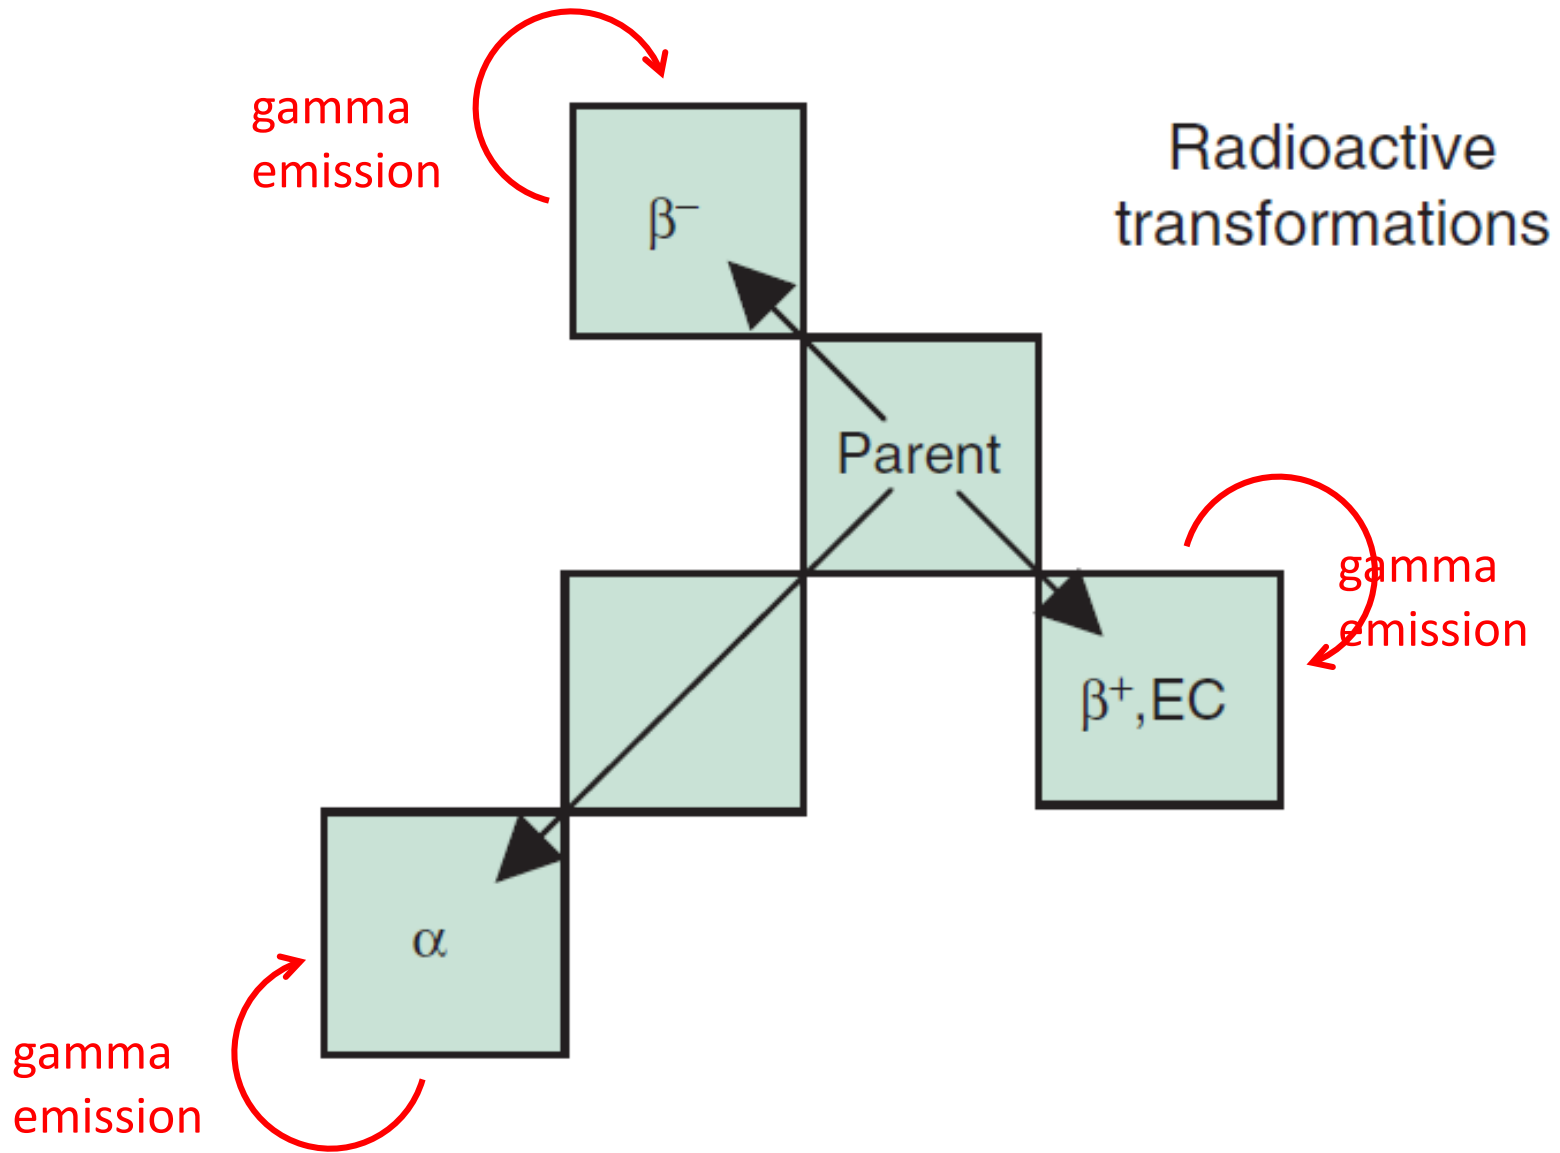 gamma
emission
Radioactive
transformations
β⁻
Parent
gamma
emission
β⁺,EC
α
gamma
emission